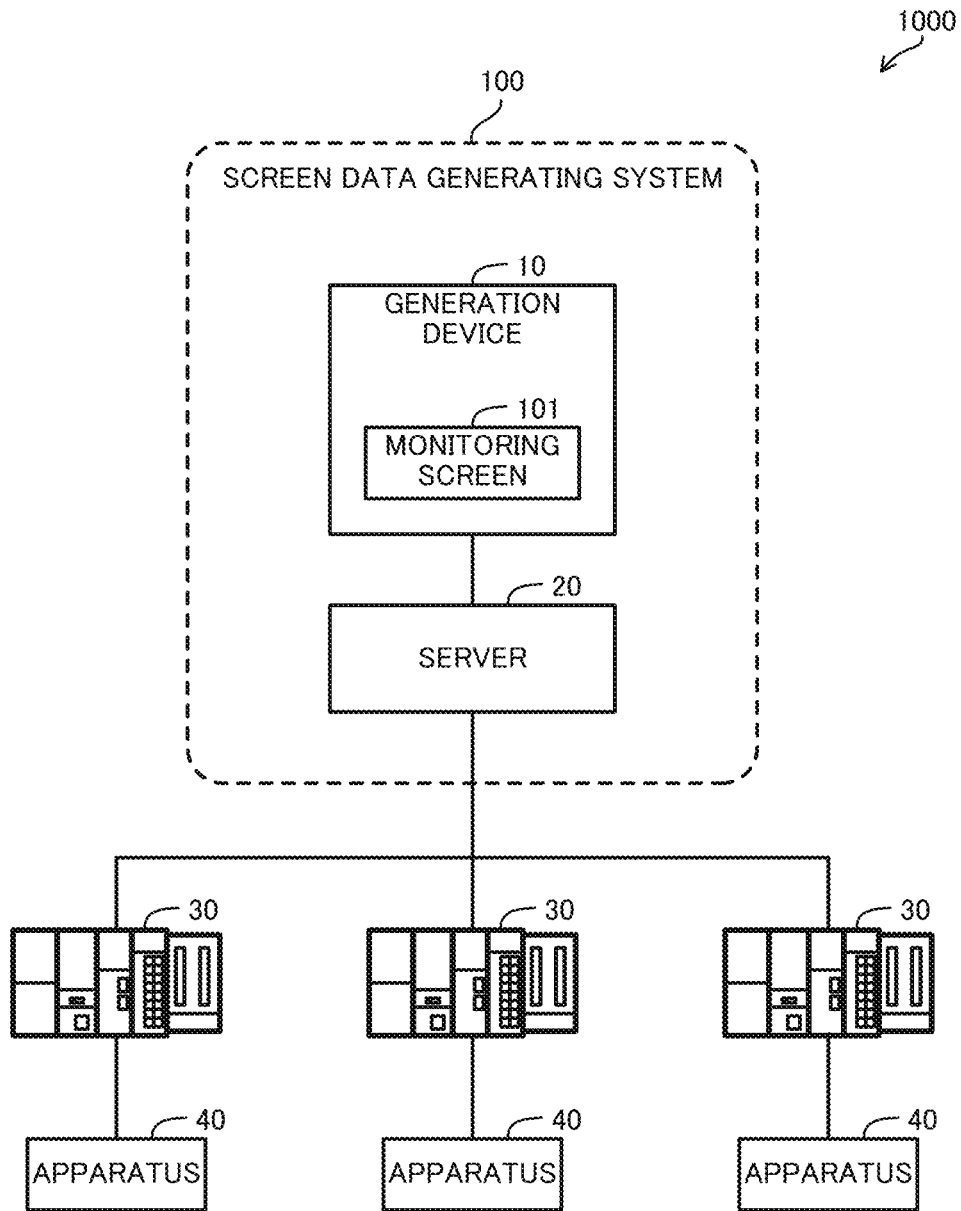 1000
100
SCREEN DATA GENERATING SYSTEM
10
GENERATION
DEVICE
101
MONITORING
SCREEN
20
SERVER
30
30
30
40
40
40
APPARATUS
APPARATUS
APPARATUS